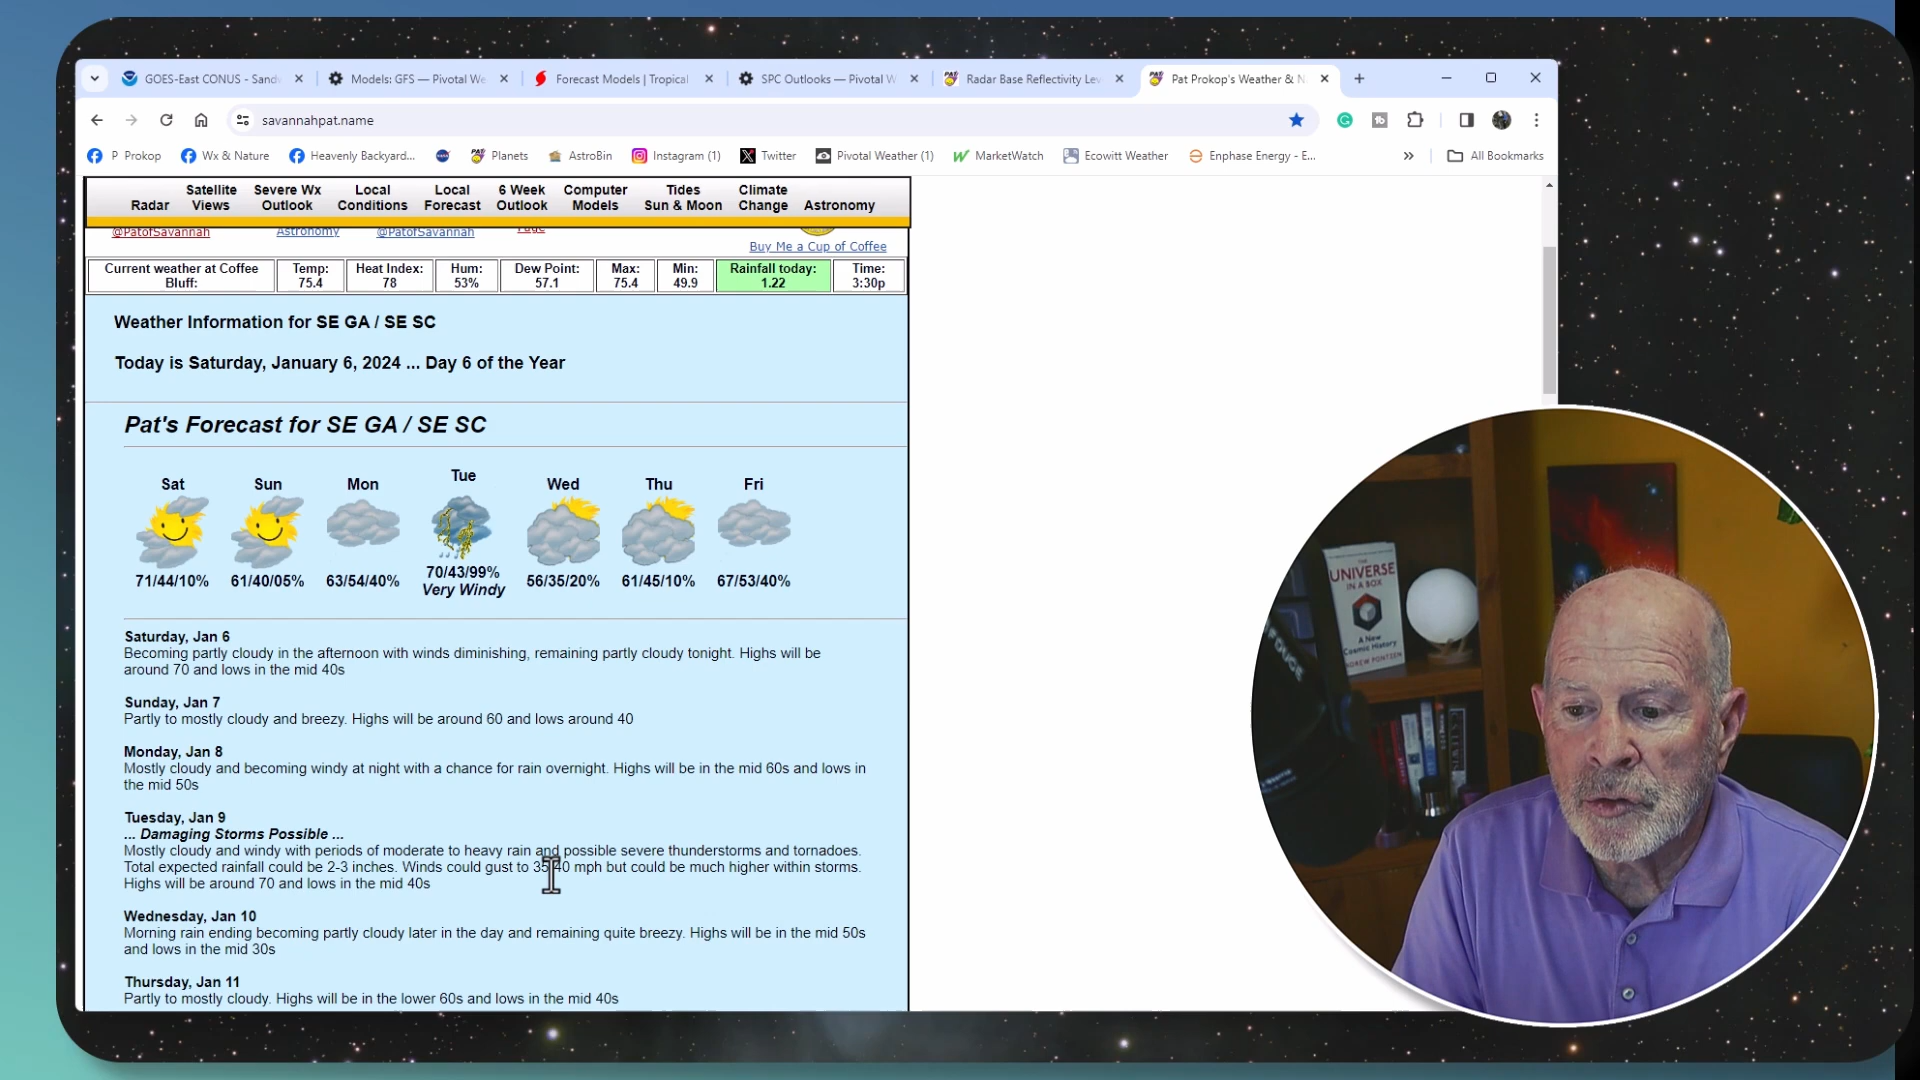 GOES-East CONUS - Sandw
Models: GFS — Pivotal We
Forecast Models | Tropical
SPC Outlooks — Pivotal W
Radar Base Reflectivity Lev
Pat Prokop's Weather & N
savannahpat.name
P Prokop
Wx & Nature
Heavenly Backyard...
Planets
AstroBin
Instagram (1)
Twitter
Pivotal Weather (1)
MarketWatch
Ecowitt Weather
Enphase Energy - E...
All Bookmarks
Radar
Satellite Views
Severe Wx Outlook
Local Conditions
Local Forecast
6 Week Outlook
Computer Models
Tides Sun & Moon
Climate Change
Astronomy
@PatofSavannah
Astronomy
@PatofSavannah
Page
Buy Me a Cup of Coffee
Current weather at Coffee Bluff:
Temp: 75.4
Heat Index: 78
Hum: 53%
Dew Point: 57.1
Max: 75.4
Min: 49.9
Rainfall today: 1.22
Time: 3:30p
Weather Information for SE GA / SE SC
Today is Saturday, January 6, 2024 ... Day 6 of the Year
Pat's Forecast for SE GA / SE SC
Sat Sun Mon Tue Wed Thu Fri
71/44/10% 61/40/05% 63/54/40% 70/43/99% 56/35/20% 61/45/10% 67/53/40%
Very Windy
Saturday, Jan 6
Becoming partly cloudy in the afternoon with winds diminishing, remaining partly cloudy tonight. Highs will be
around 70 and lows in the mid 40s
Sunday, Jan 7
Partly to mostly cloudy and breezy. Highs will be around 60 and lows around 40
Monday, Jan 8
Mostly cloudy and becoming windy at night with a chance for rain overnight. Highs will be in the mid 60s and lows in
the mid 50s
Tuesday, Jan 9
... Damaging Storms Possible ...
Mostly cloudy and windy with periods of moderate to heavy rain and possible severe thunderstorms and tornadoes.
Total expected rainfall could be 2-3 inches. Winds could gust to 35-40 mph but could be much higher within storms.
Highs will be around 70 and lows in the mid 40s
Wednesday, Jan 10
Morning rain ending becoming partly cloudy later in the day and remaining quite breezy. Highs will be in the mid 50s
and lows in the mid 30s
Thursday, Jan 11
Partly to mostly cloudy. Highs will be in the lower 60s and lows in the mid 40s
THE
UNIVERSE
IN A BOX
A New
Cosmic History
ANDREW PONTZEN